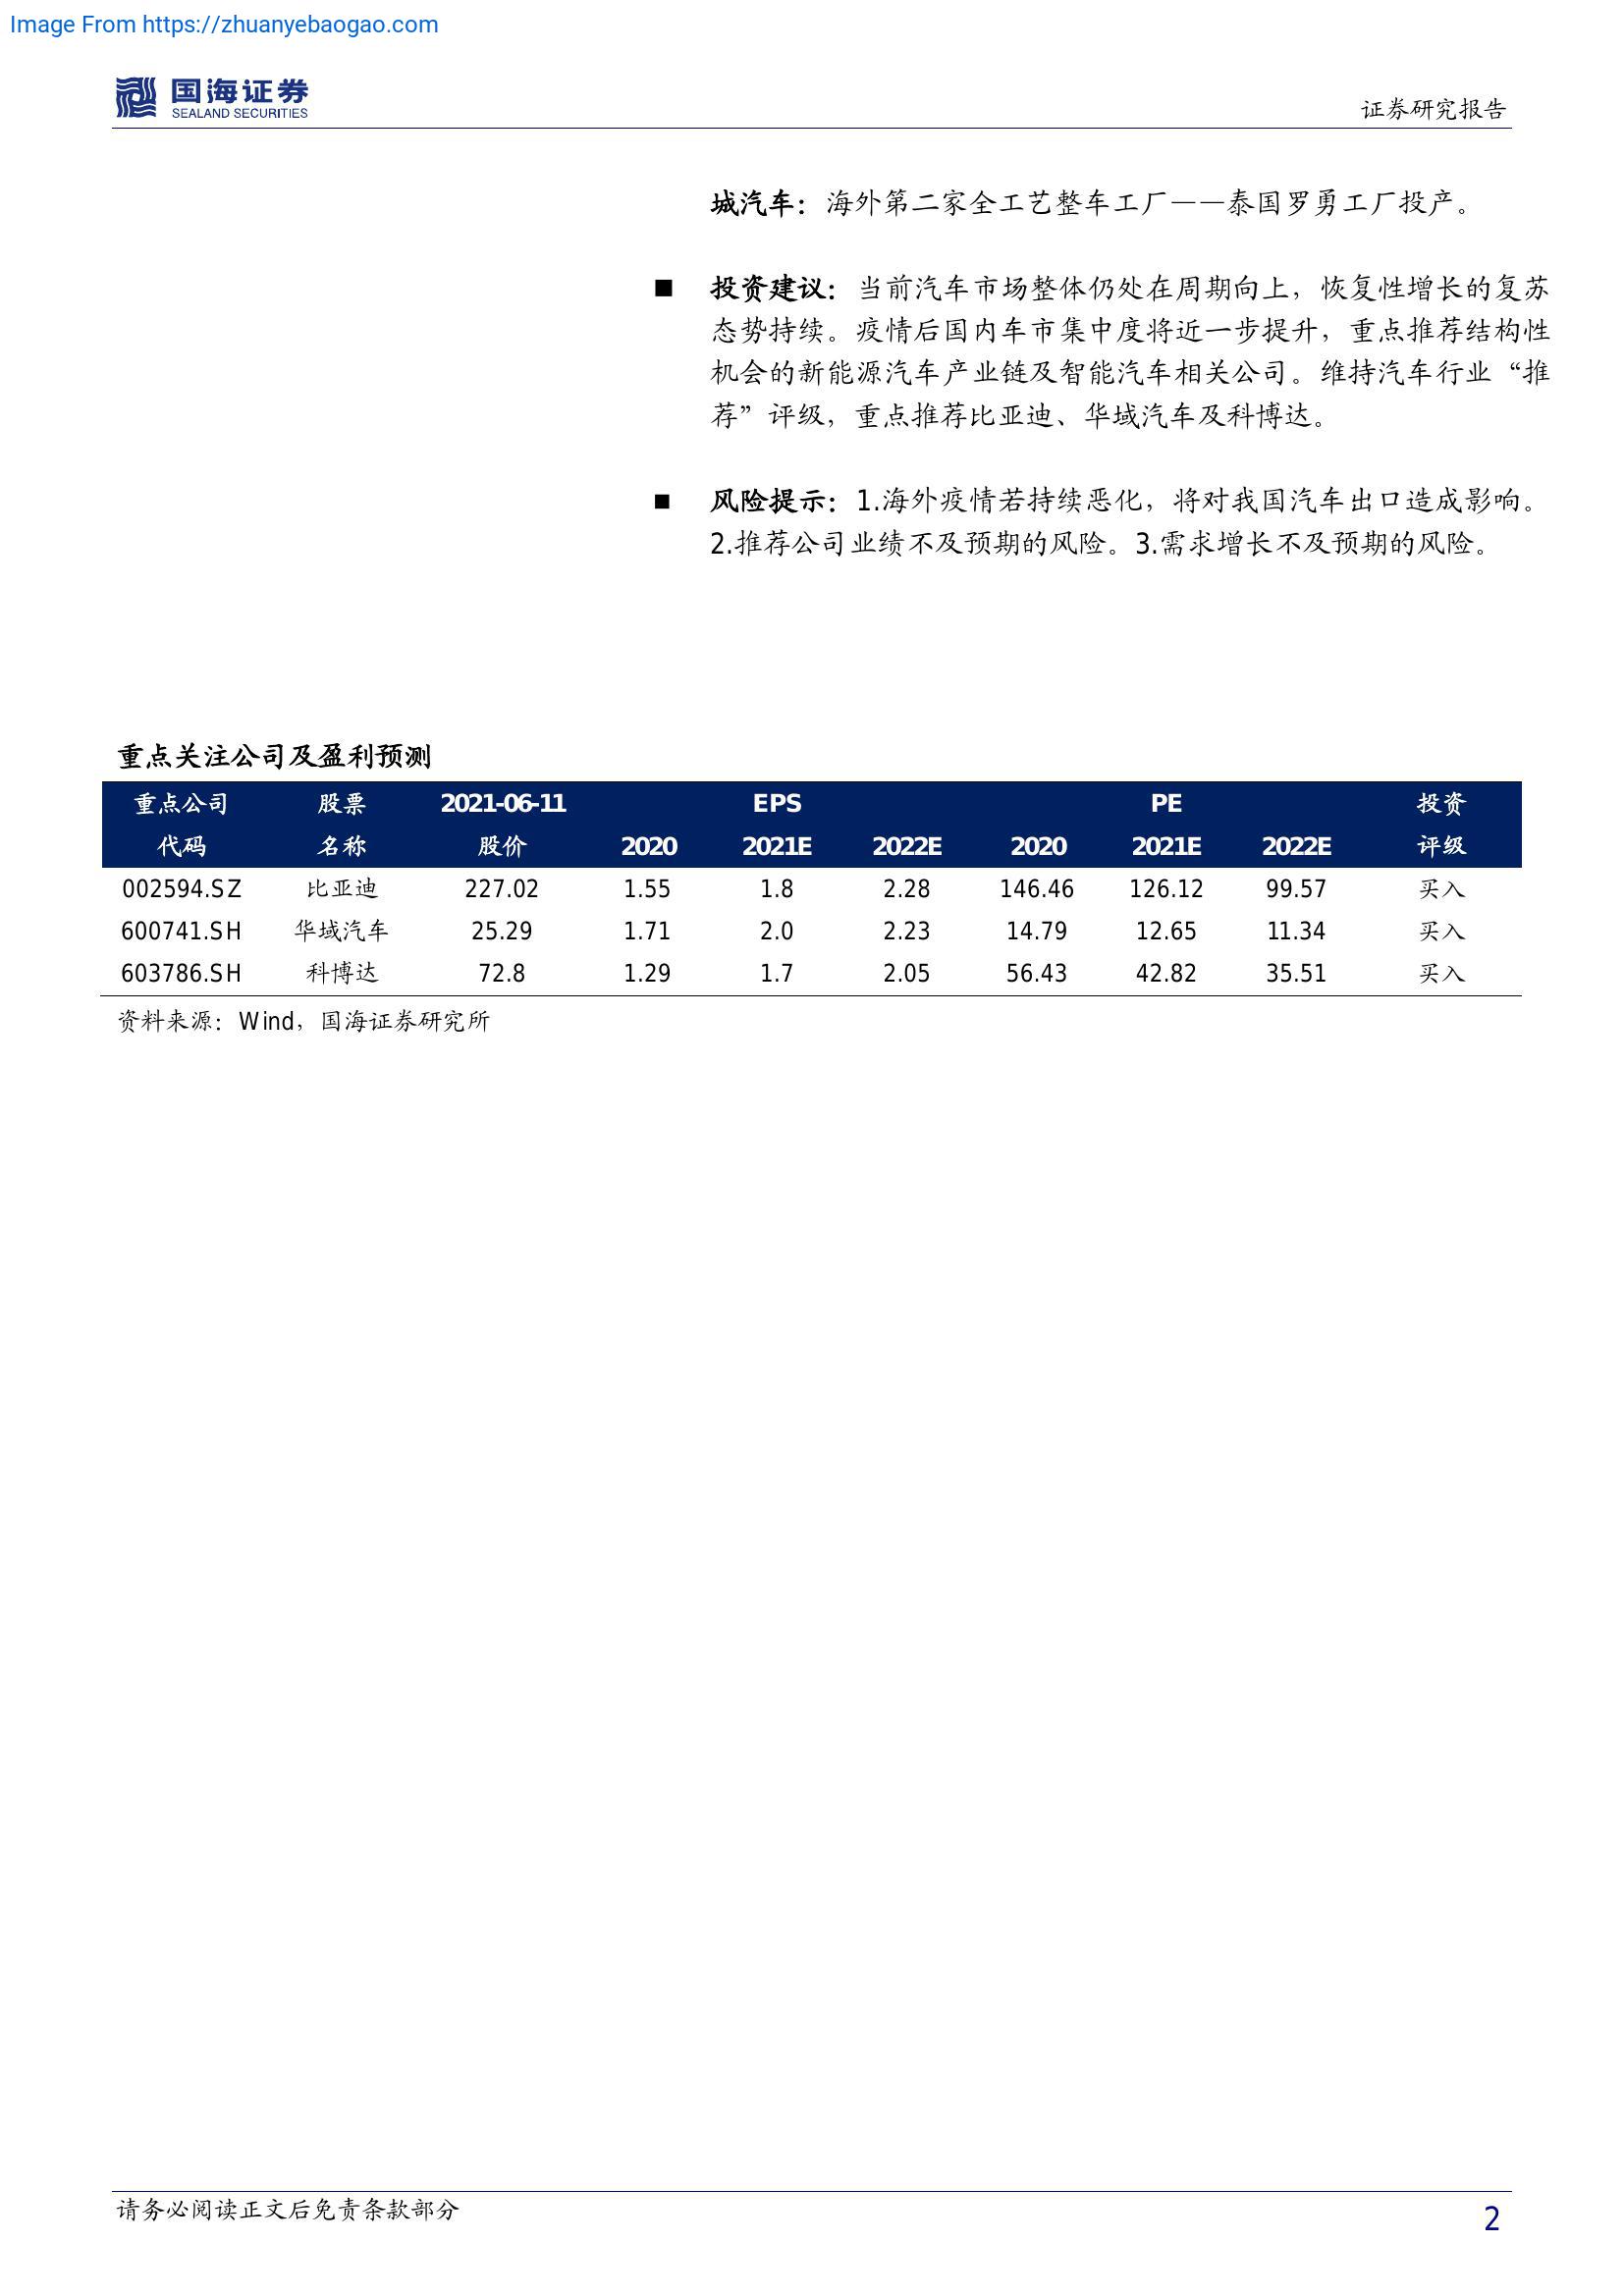 Image From https://zhuanyebaogao.com
国海证券
SEALAND SECURITIES
证券研究报告
城汽车：海外第二家全工艺整车工厂——泰国罗勇工厂投产。
■ 投资建议：当前汽车市场整体仍处在周期向上，恢复性增长的复苏
态势持续。疫情后国内车市集中度将近一步提升，重点推荐结构性
机会的新能源汽车产业链及智能汽车相关公司。维持汽车行业“推
荐”评级，重点推荐比亚迪、华域汽车及科博达。
■ 风险提示：1.海外疫情若持续恶化，将对我国汽车出口造成影响。
2.推荐公司业绩不及预期的风险。3.需求增长不及预期的风险。
重点关注公司及盈利预测
重点公司 股票 2021-06-11 EPS PE 投资
代码 名称 股价 2020 2021E 2022E 2020 2021E 2022E 评级
002594.SZ 比亚迪 227.02 1.55 1.8 2.28 146.46 126.12 99.57 买入
600741.SH 华域汽车 25.29 1.71 2.0 2.23 14.79 12.65 11.34 买入
603786.SH 科博达 72.8 1.29 1.7 2.05 56.43 42.82 35.51 买入
资料来源：Wind，国海证券研究所
请务必阅读正文后免责条款部分
2